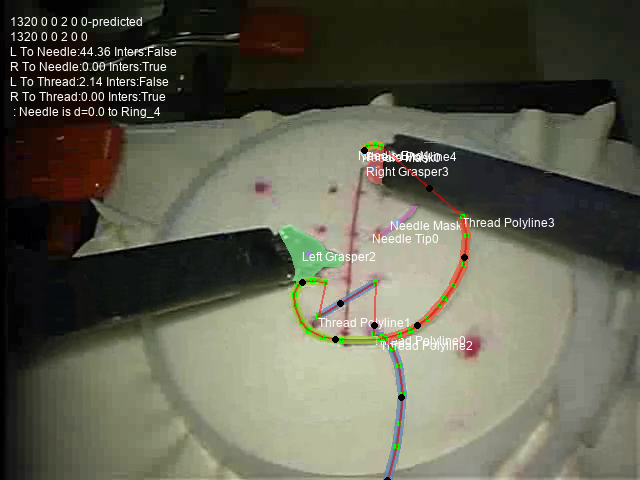 1320 0 0 2 0 0-predicted
1320 0 0 2 0 0
L To Needle:44.36 Inters:False
R To Needle:0.00 Inters:True
L To Thread:2.14 Inters:False
R To Thread:0.00 Inters:True
: Needle is d=0.0 to Ring_4
Right Grasper3
Thread Polyline3
Needle Mask
Needle Tip0
Left Grasper2
Thread Polyline1
Thread Polyline2